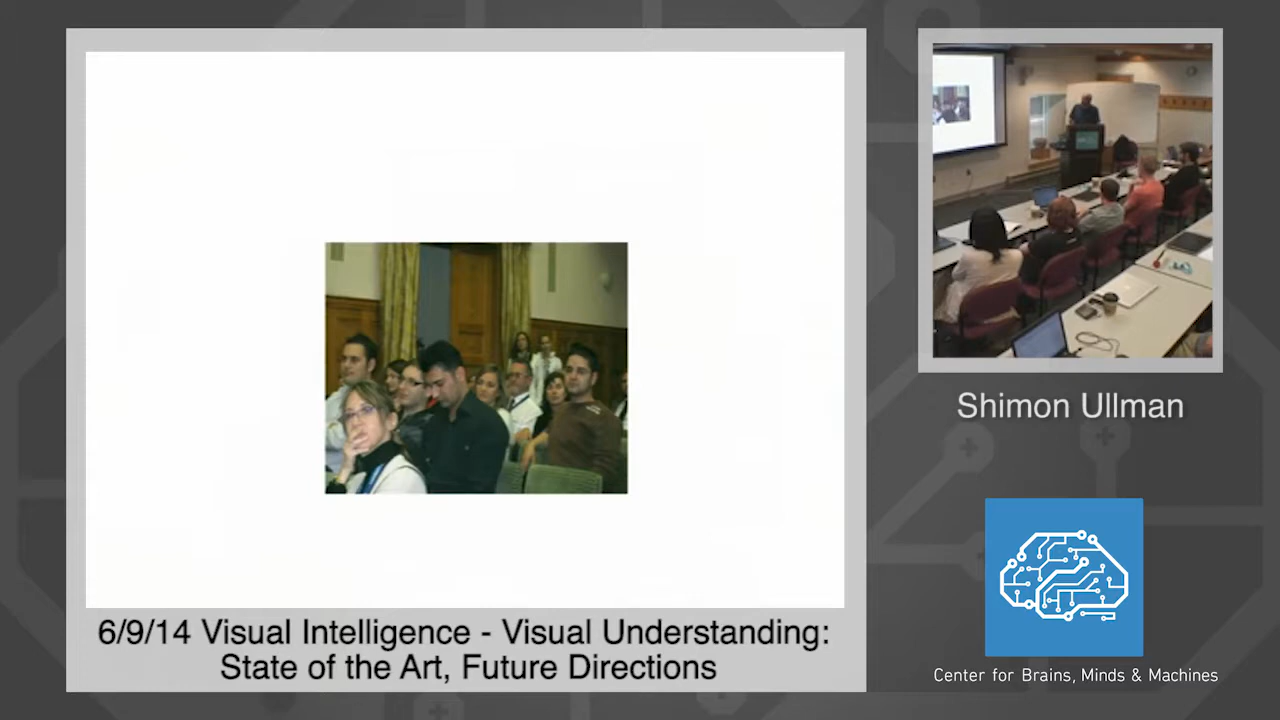 6/9/14 Visual Intelligence - Visual Understanding:
State of the Art, Future Directions
Shimon Ullman
Center for Brains, Minds & Machines